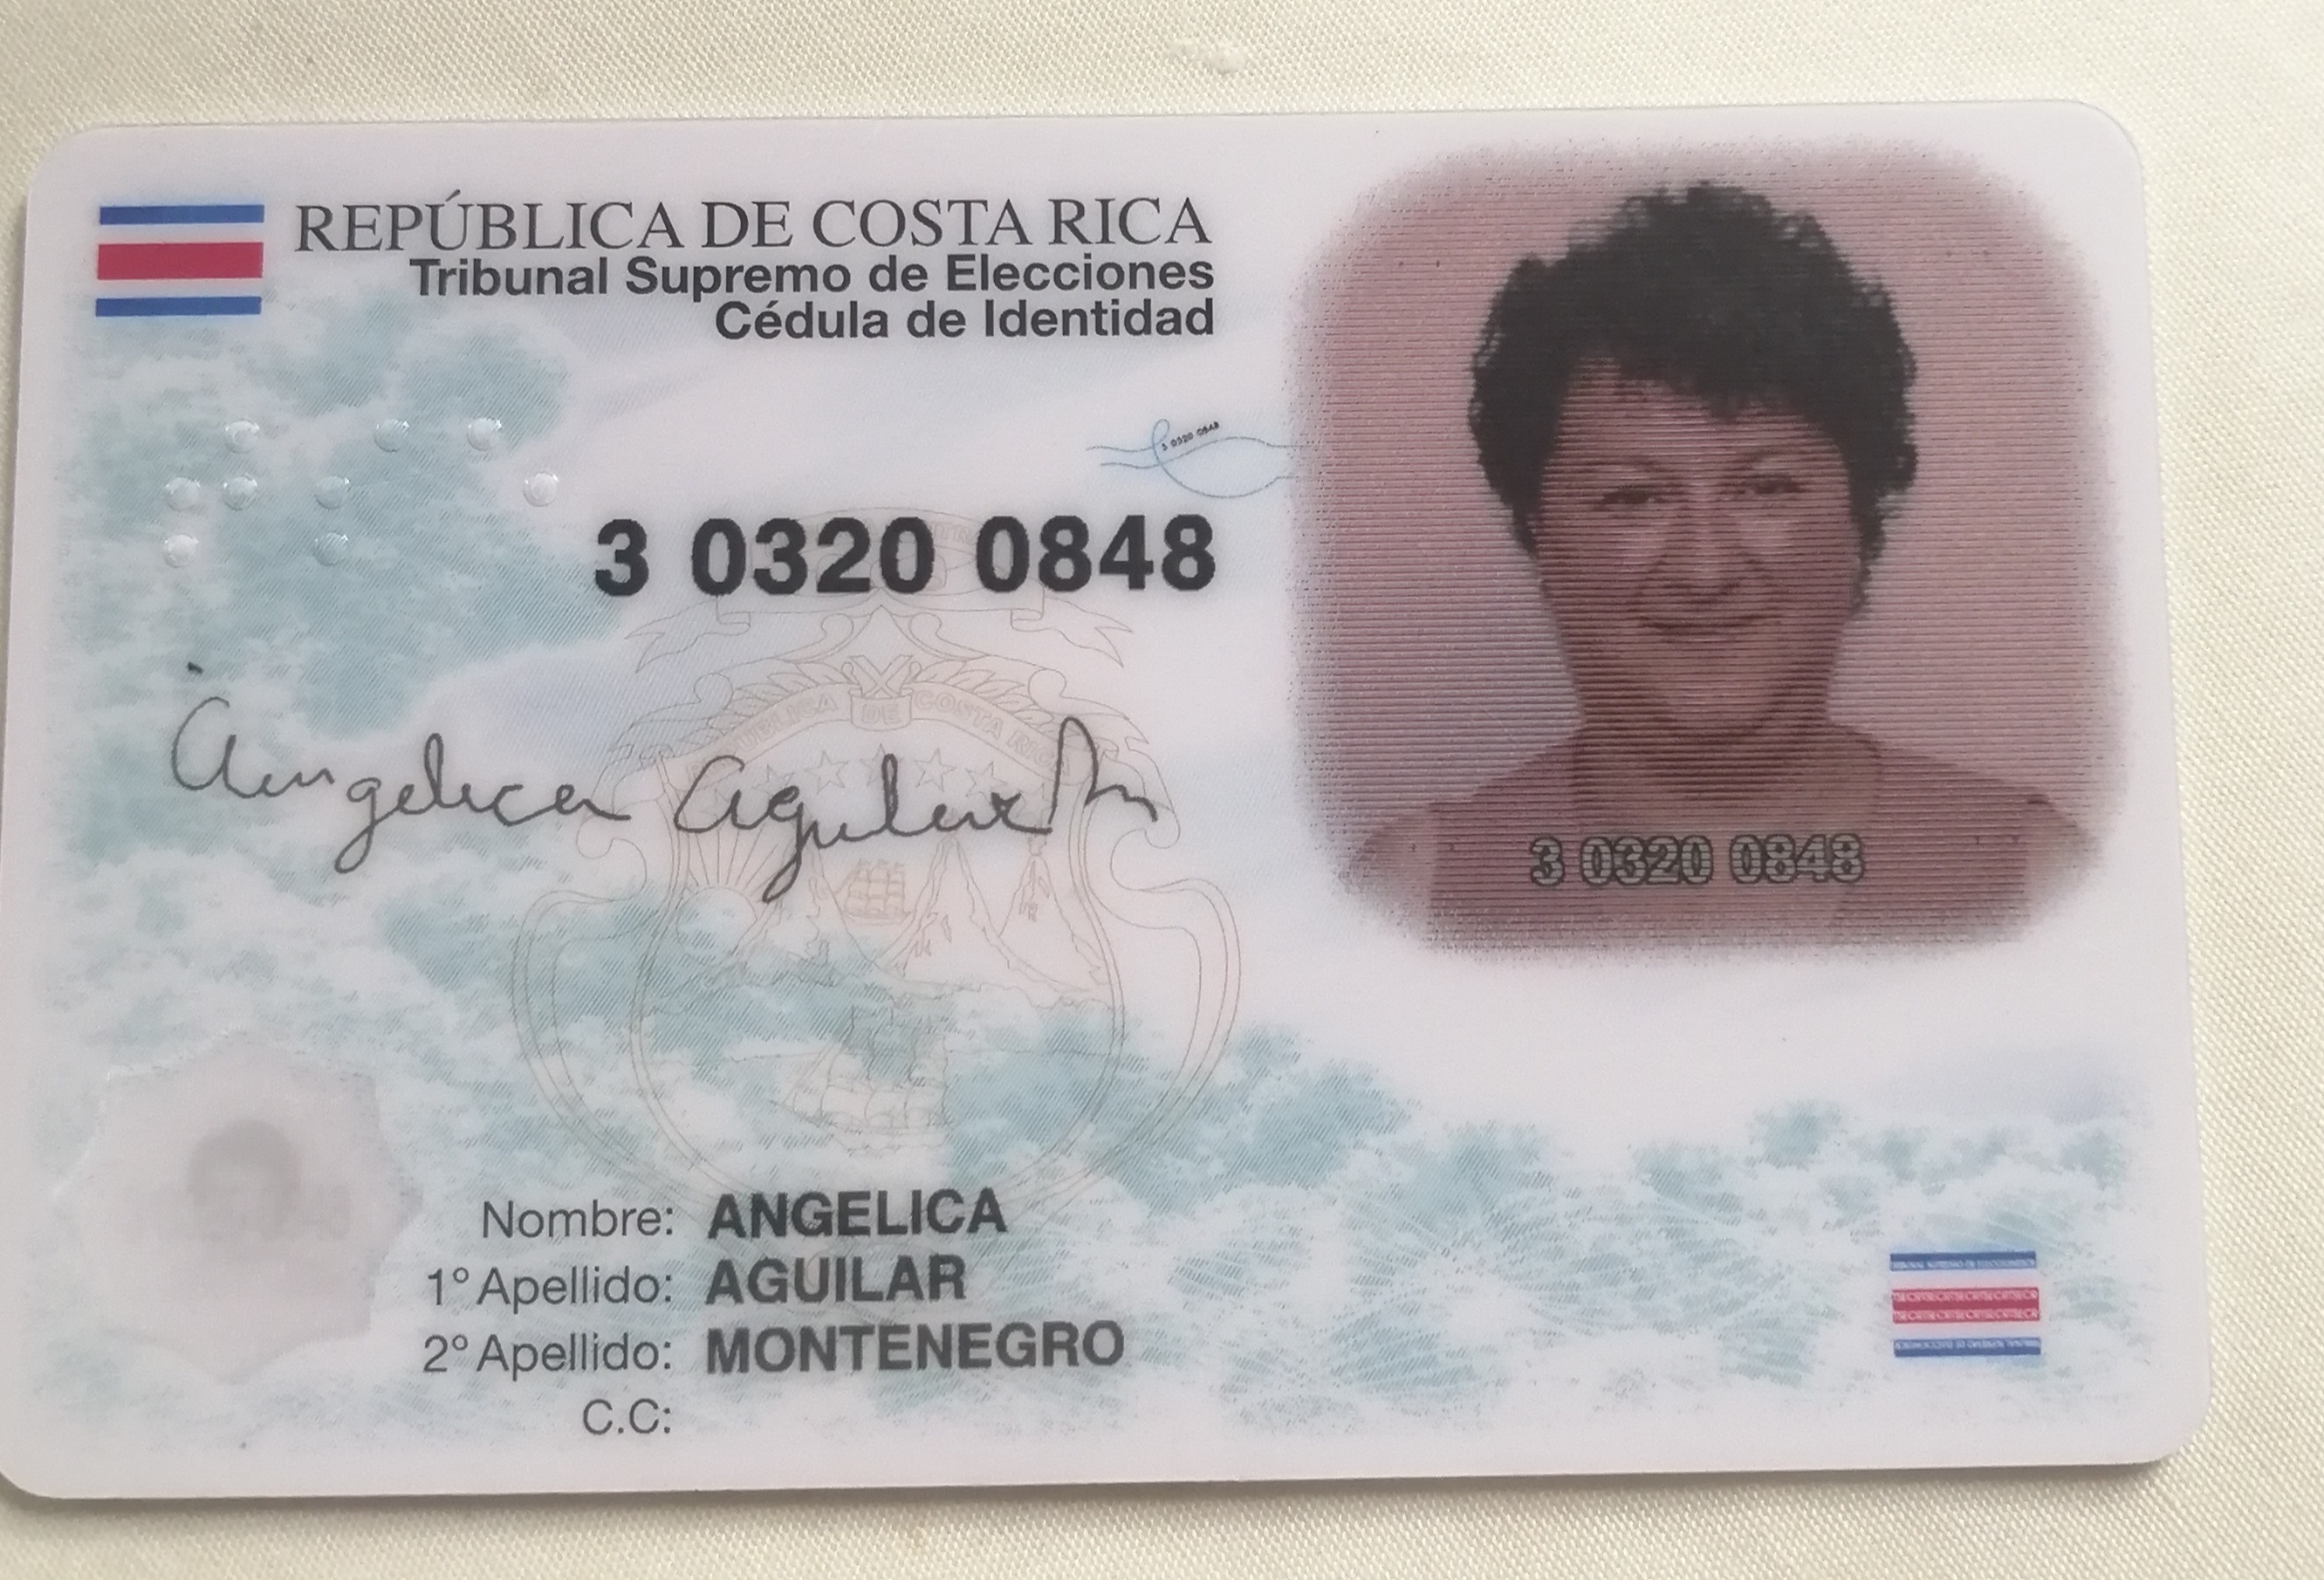 REPÚBLICA DE COSTA RICA
Tribunal Supremo de Elecciones
Cédula de Identidad
3 0320 0848
3 0320 0848
Angelica Aguilar M
REPÚBLICA DE COSTA RICA
3 0320 0848
Nombre: ANGELICA
1° Apellido: AGUILAR
2° Apellido: MONTENEGRO
C.C: